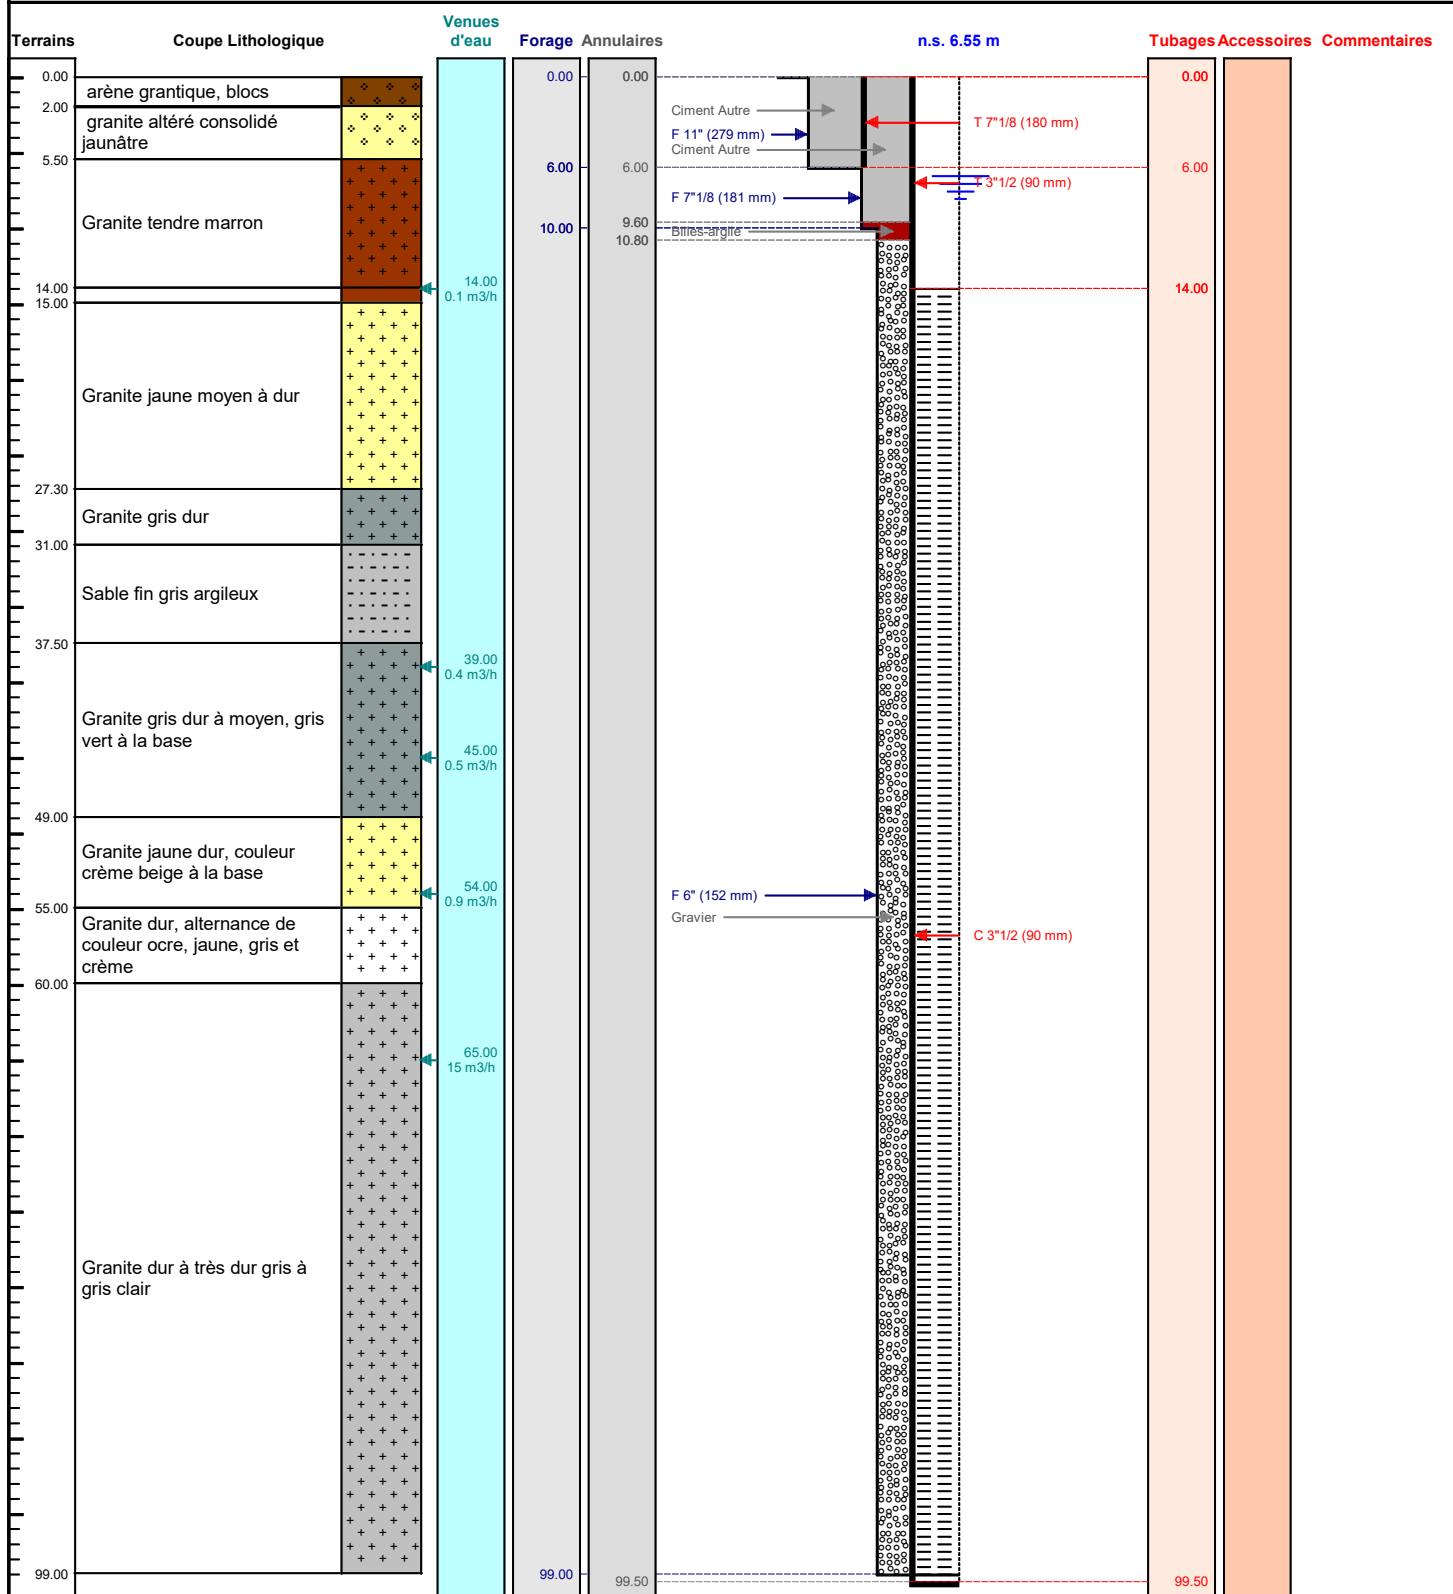 Terrains
Coupe Lithologique
Venues
d'eau
Forage
Annulaires
n.s. 6.55 m
Tubages
Accessoires
Commentaires
0.00
arène grantique, blocs
2.00
granite altéré consolidé
jaunâtre
5.50
Granite tendre marron
14.00
15.00
Granite jaune moyen à dur
27.30
Granite gris dur
31.00
Sable fin gris argileux
37.50
Granite gris dur à moyen, gris
vert à la base
49.00
Granite jaune dur, couleur
crème beige à la base
55.00
Granite dur, alternance de
couleur ocre, jaune, gris et
crème
60.00
Granite dur à très dur gris à
gris clair
99.00
14.00
0.1 m3/h
39.00
0.4 m3/h
45.00
0.5 m3/h
54.00
0.9 m3/h
65.00
15 m3/h
0.00
6.00
10.00
99.00
0.00
6.00
9.60
10.80
99.50
Ciment Autre
F 11" (279 mm)
Ciment Autre
F 7"1/8 (181 mm)
Billes-argile
F 6" (152 mm)
Gravier
T 7"1/8 (180 mm)
T 3"1/2 (90 mm)
C 3"1/2 (90 mm)
0.00
6.00
14.00
99.50